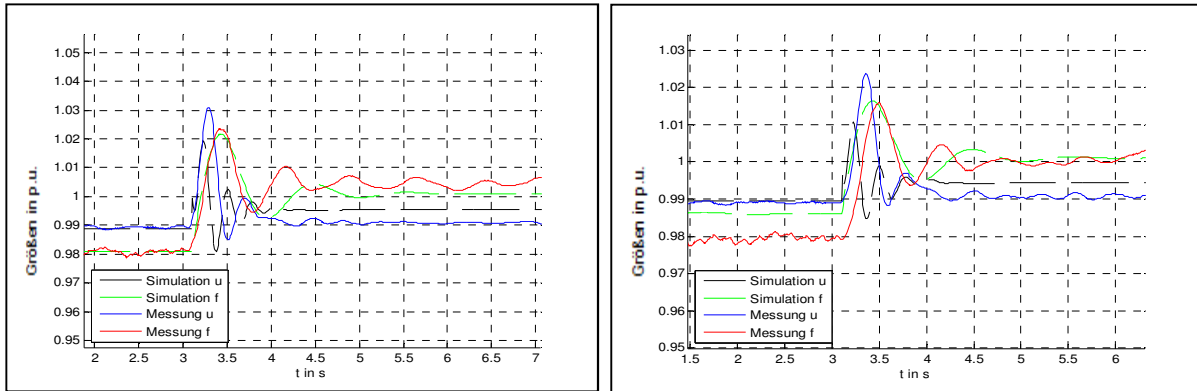 1.05
1.04
1.03
1.02
1.01
1
0.99
0.98
0.97
0.96
0.95
Größen in p.u.
Simulation u
Simulation f
Messung u
Messung f
2 2.5 3 3.5 4 4.5 5 5.5 6 6.5 7
t in s
1.03
1.02
1.01
1
0.99
0.98
0.97
0.96
0.95
Größen in p.u.
Simulation u
Simulation f
Messung u
Messung f
1.5 2 2.5 3 3.5 4 4.5 5 5.5 6
t in s